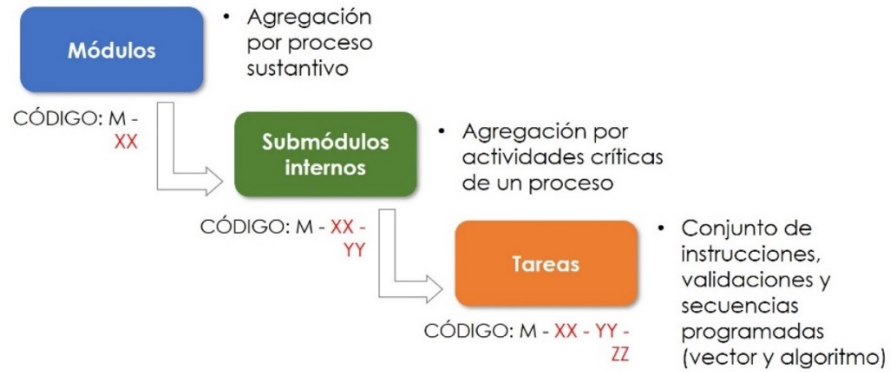 Módulos
• Agregación
por proceso
sustantivo
CÓDIGO: M -
XX
Submódulos
internos
• Agregación por
actividades críticas
de un proceso
CÓDIGO: M - XX -
YY
Tareas
• Conjunto de
instrucciones,
validaciones y
secuencias
programadas
(vector y algoritmo)
CÓDIGO: M - XX - YY -
ZZ